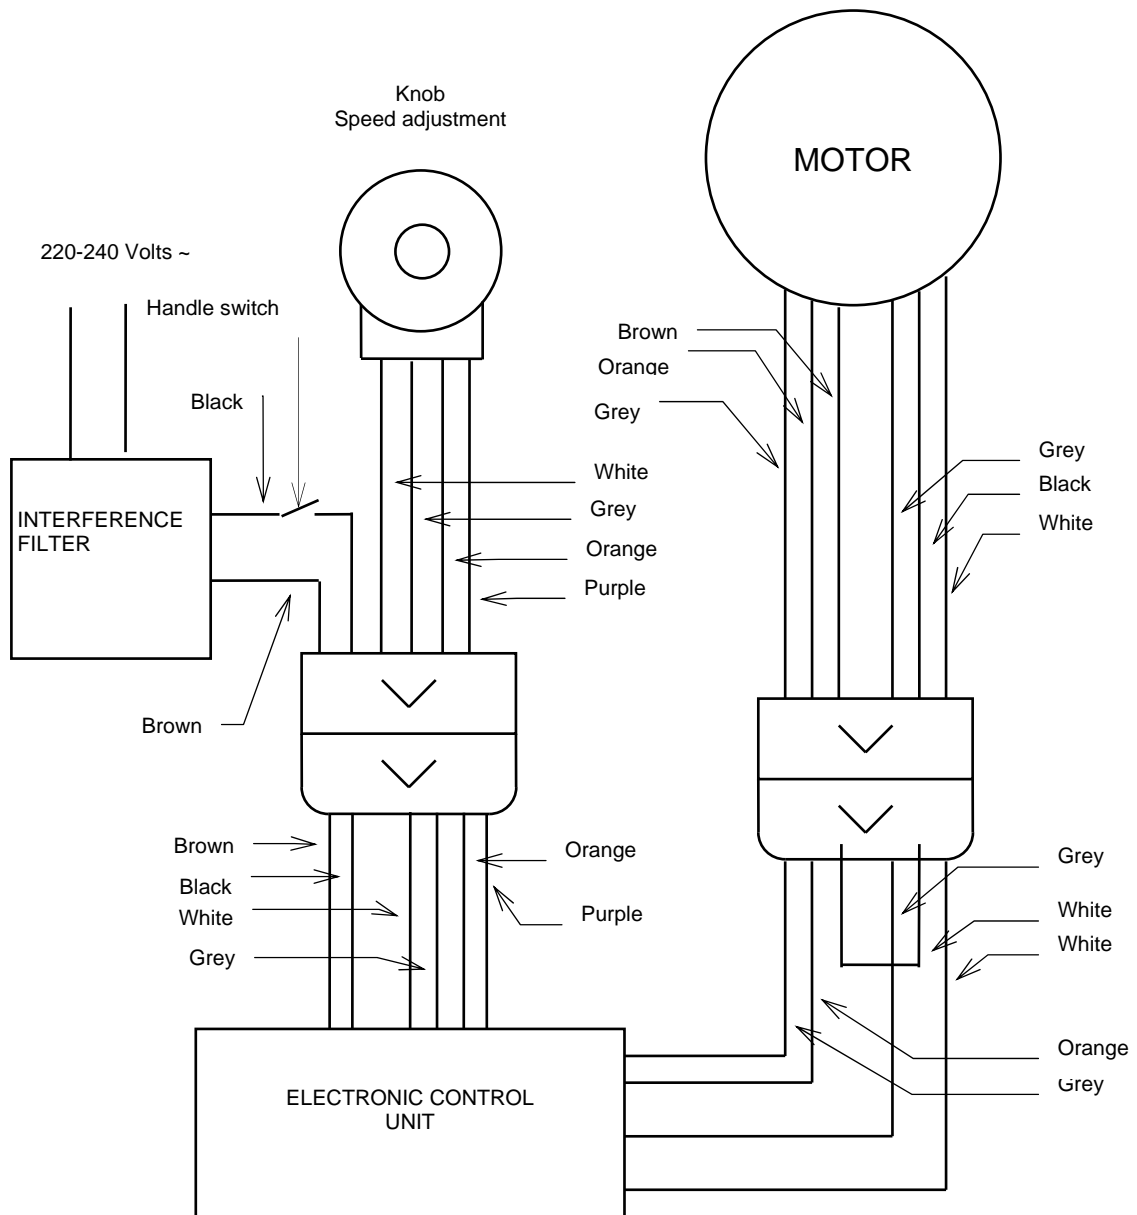 Knob
Speed adjustment
MOTOR
220-240 Volts ~
Handle switch
Black
Brown
Orange
Grey
White
Grey
Orange
Purple
Grey
Black
White
INTERFERENCE
FILTER
Brown
Brown
Black
White
Grey
Orange
Purple
Grey
White
White
Orange
Grey
ELECTRONIC CONTROL
UNIT